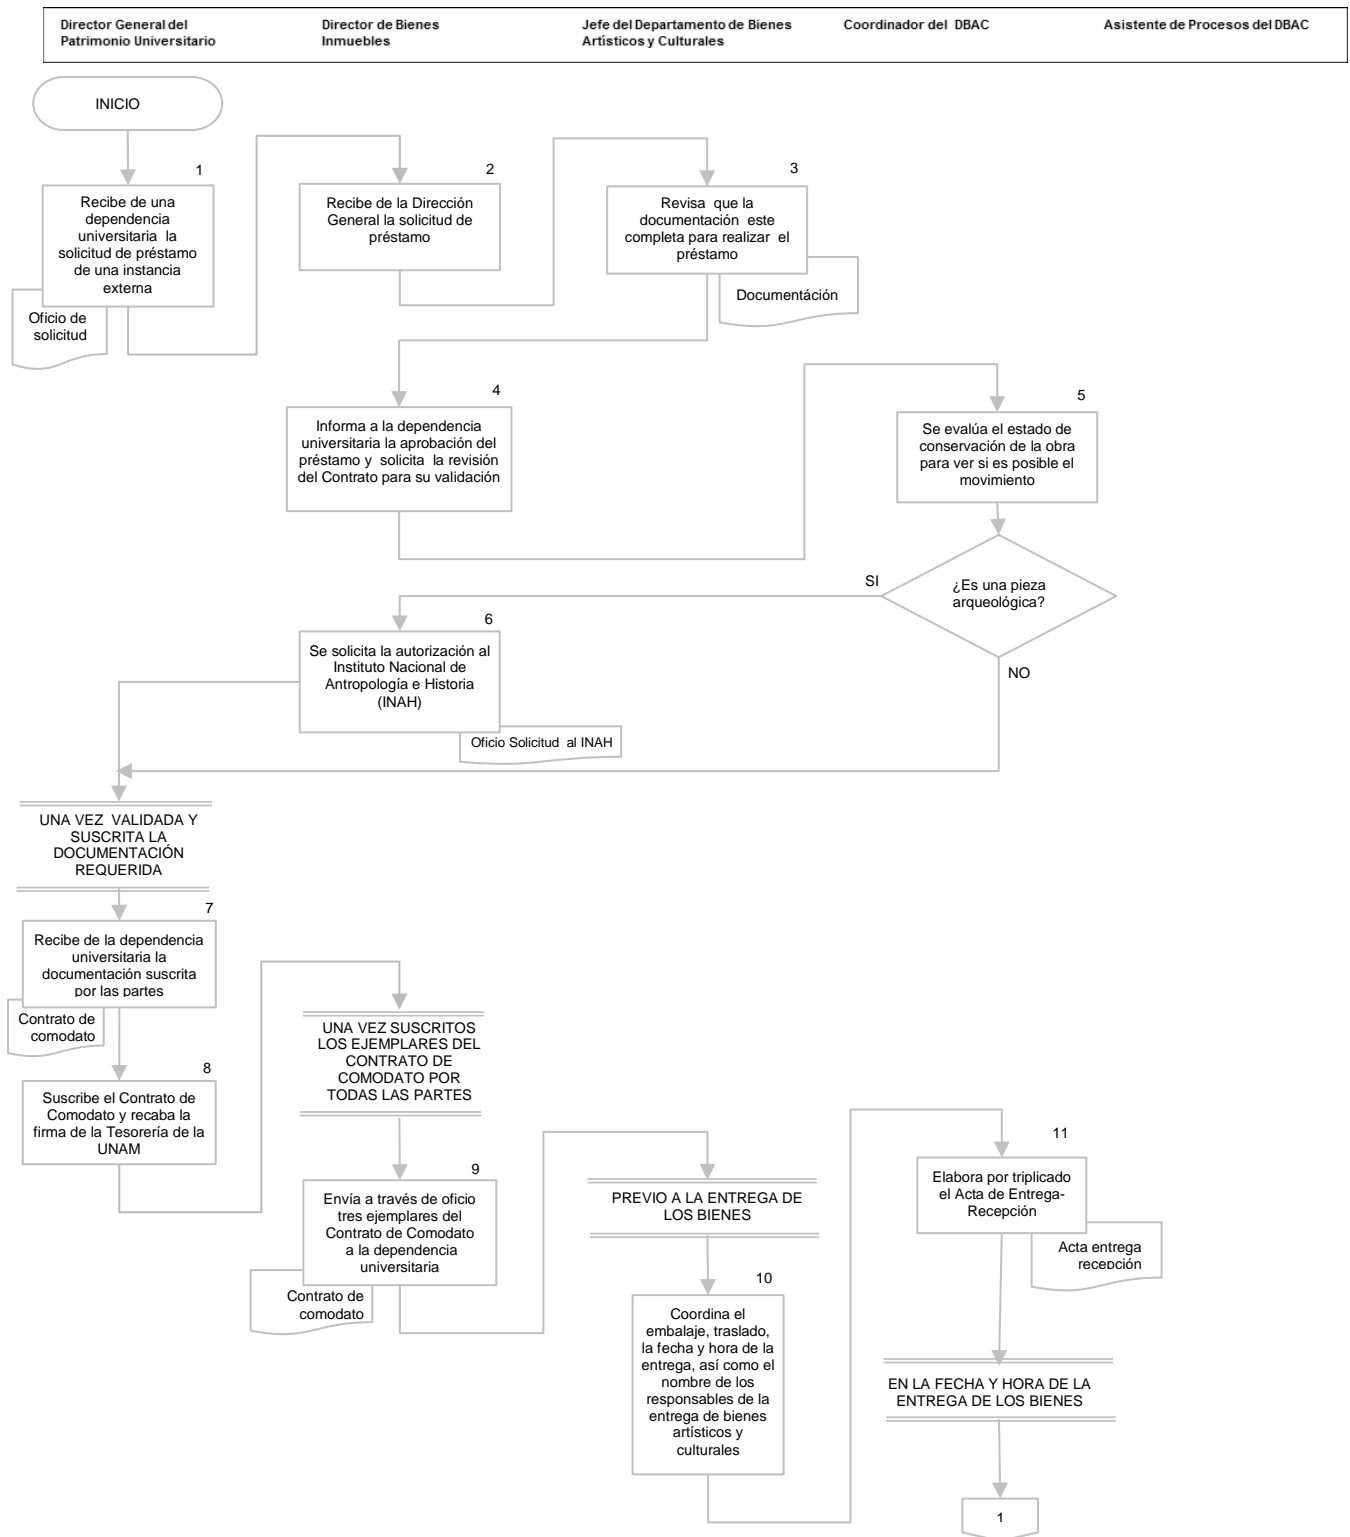 Director General del
Patrimonio Universitario
Director de Bienes
Inmuebles
Jefe del Departamento de Bienes
Artísticos y Culturales
Coordinador del DBAC
Asistente de Procesos del DBAC
INICIO
1
Recibe de una
dependencia
universitaria la
solicitud de préstamo
de una instancia
externa
Oficio de
solicitud
2
Recibe de la Dirección
General la solicitud de
préstamo
3
Revisa que la
documentación este
completa para realizar el
préstamo
Documentáción
4
Informa a la dependencia
universitaria la aprobación del
préstamo y solicita la revisión
del Contrato para su validación
5
Se evalúa el estado de
conservación de la obra
para ver si es posible el
movimiento
¿Es una pieza
arqueológica?
SI
NO
6
Se solicita la autorización al
Instituto Nacional de
Antropología e Historia
(INAH)
Oficio Solicitud al INAH
UNA VEZ VALIDADA Y
SUSCRITA LA
DOCUMENTACIÓN
REQUERIDA
7
Recibe de la dependencia
universitaria la
documentación suscrita
por las partes
Contrato de
comodato
8
Suscribe el Contrato de
Comodato y recaba la
firma de la Tesorería de la
UNAM
UNA VEZ SUSCRITOS
LOS EJEMPLARES DEL
CONTRATO DE
COMODATO POR
TODAS LAS PARTES
9
Envía a través de oficio
tres ejemplares del
Contrato de Comodato
a la dependencia
universitaria
Contrato de
comodato
PREVIO A LA ENTREGA DE
LOS BIENES
10
Coordina el
embalaje, traslado,
la fecha y hora de la
entrega, así como el
nombre de los
responsables de la
entrega de bienes
artísticos y
culturales
11
Elabora por triplicado
el Acta de Entrega-
Recepción
Acta entrega
recepción
EN LA FECHA Y HORA DE LA
ENTREGA DE LOS BIENES
1